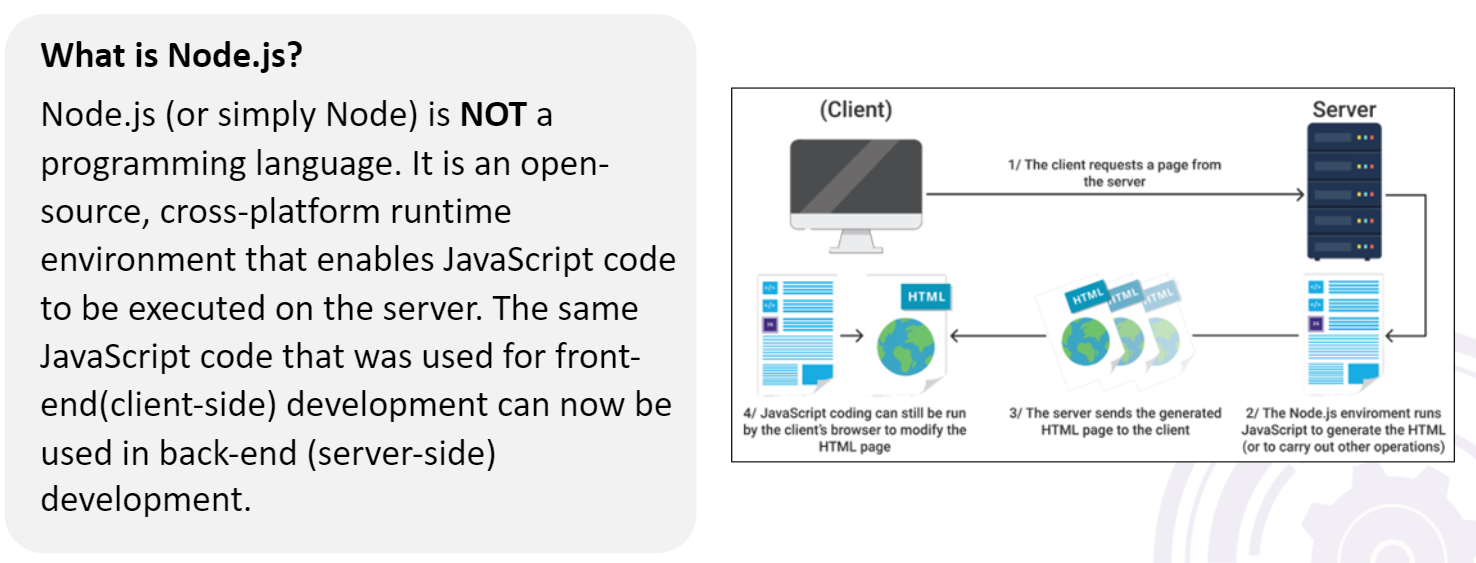 What is Node.js?
Node.js (or simply Node) is NOT a
programming language. It is an open-
source, cross-platform runtime
environment that enables JavaScript code
to be executed on the server. The same
JavaScript code that was used for front-
end(client-side) development can now be
used in back-end (server-side)
development.
(Client)
Server
1/ The client requests a page from
the server
HTML
HTML
HTML
HTML
4/ JavaScript coding can still be run
by the client's browser to modify the
HTML page
3/ The server sends the generated
HTML page to the client
2/ The Node.js enviroment runs
JavaScript to generate the HTML
(or to carry out other operations)